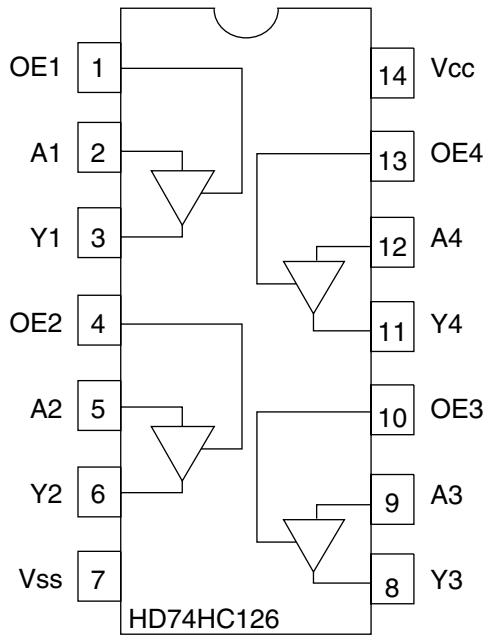 OE1 1
A1 2
Y1 3
OE2 4
A2 5
Y2 6
Vss 7
14 Vcc
13 OE4
12 A4
11 Y4
10 OE3
9 A3
8 Y3
HD74HC126